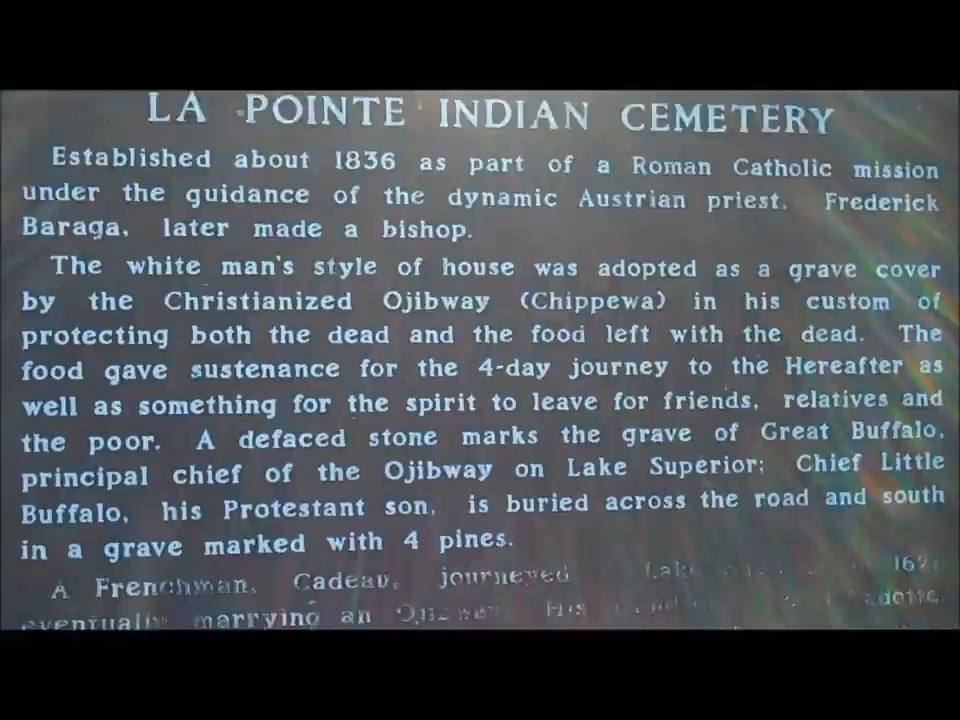 LA POINTE INDIAN CEMETERY
Established about 1836 as part of a Roman Catholic mission
under the guidance of the dynamic Austrian priest, Frederick
Baraga, later made a bishop.
The white man's style of house was adopted as a grave cover
by the Christianized Ojibway (Chippewa) in his custom of
protecting both the dead and the food left with the dead. The
food gave sustenance for the 4-day journey to the Hereafter as
well as something for the spirit to leave for friends, relatives and
the poor. A defaced stone marks the grave of Great Buffalo,
principal chief of the Ojibway on Lake Superior; Chief Little
Buffalo, his Protestant son, is buried across the road and south
in a grave marked with 4 pines.
A Frenchman, Cadeau, journeyed Lake
eventually marrying an His